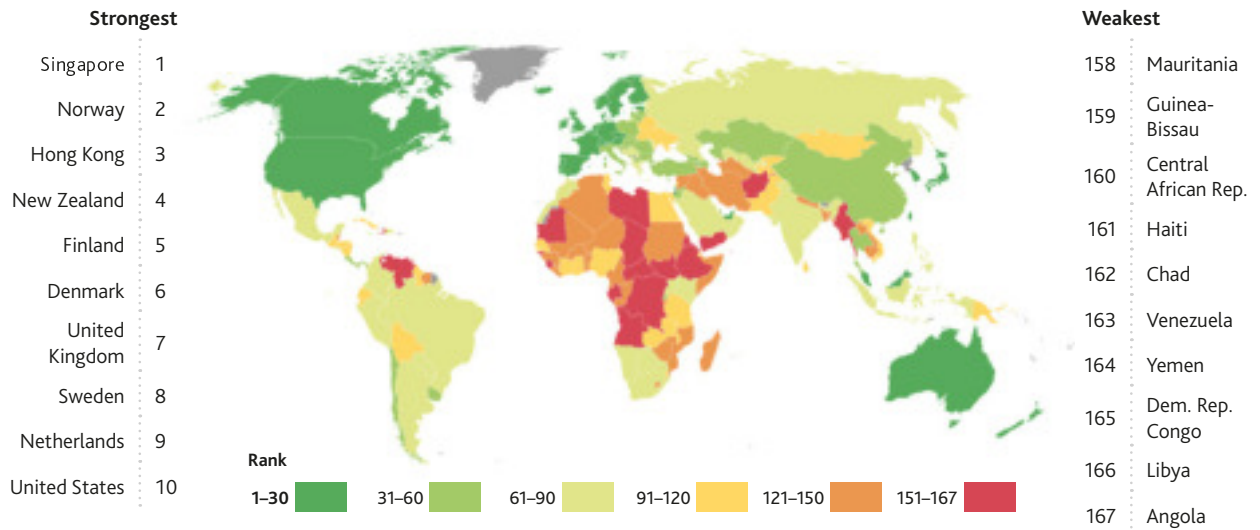 Strongest
Singapore 1
Norway 2
Hong Kong 3
New Zealand 4
Finland 5
Denmark 6
United
Kingdom 7
Sweden 8
Netherlands 9
United States 10
Rank
1–30 31–60 61–90 91–120 121–150 151–167
Weakest
158 Mauritania
159 Guinea-
Bissau
160 Central
African Rep.
161 Haiti
162 Chad
163 Venezuela
164 Yemen
165 Dem. Rep.
Congo
166 Libya
167 Angola